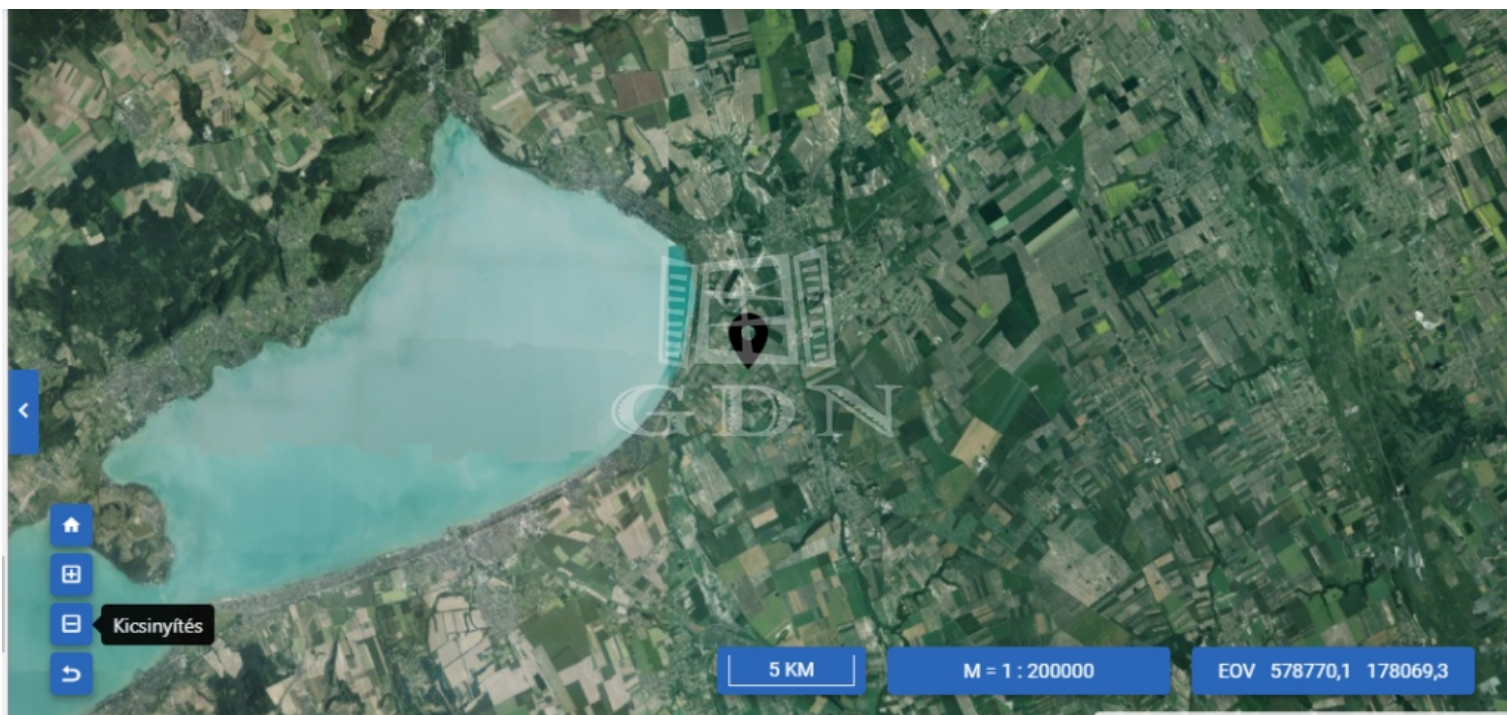 GDN
Kicsinyítés
5 KM
M = 1 : 200000
EOV 578770,1 178069,3